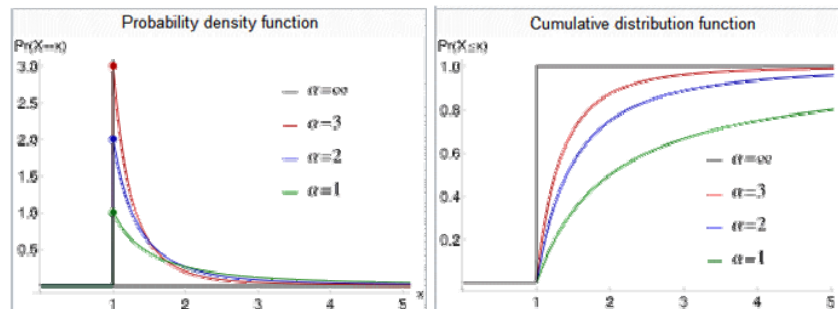 Probability density function
Pr(X=x)
3.0
2.5
2.0
1.5
1.0
0.5
α=∞
α=3
α=2
α=1
1 2 3 4 5
x
Cumulative distribution function
Pr(X≤x)
1.0
0.8
0.6
0.4
0.2
α=∞
α=3
α=2
α=1
1 2 3 4 5